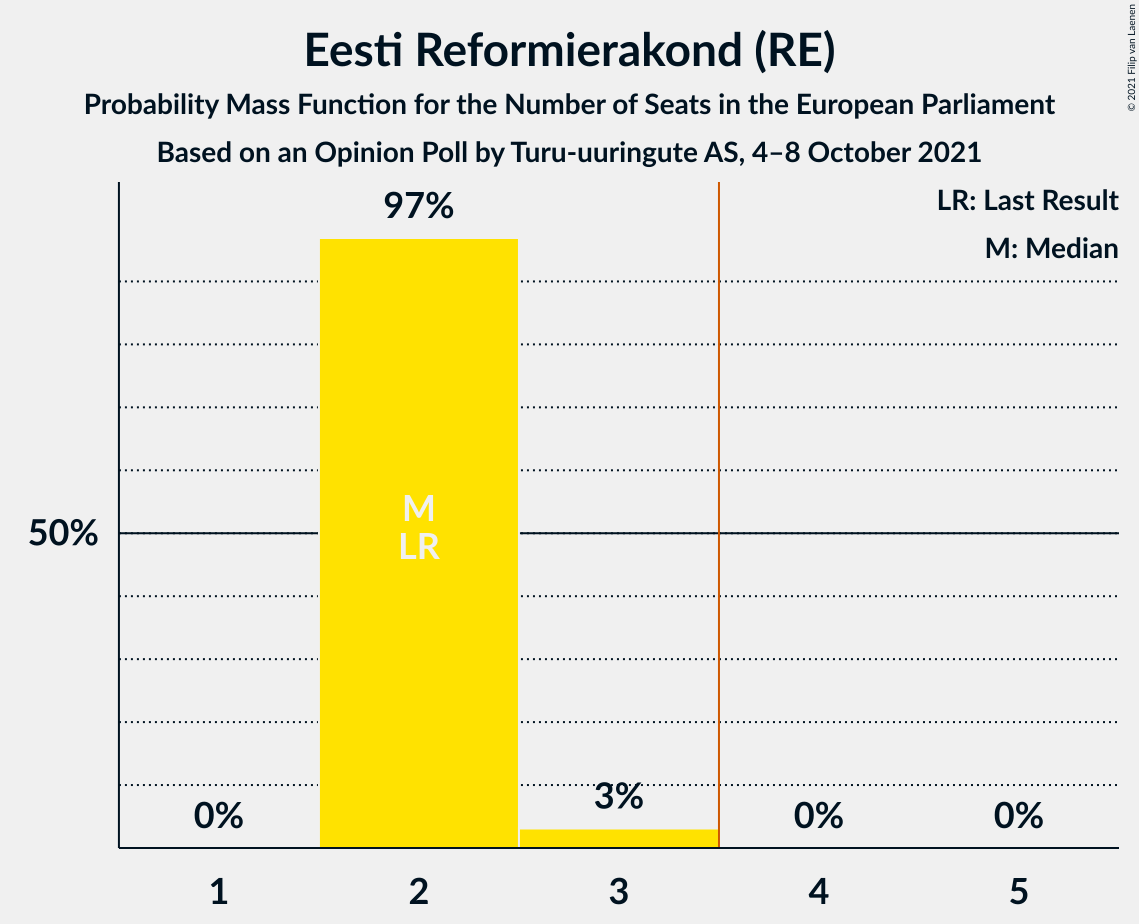 Eesti Reformierakond (RE)
Probability Mass Function for the Number of Seats in the European Parliament
Based on an Opinion Poll by Turu-uuringute AS, 4–8 October 2021
© 2021 Filip van Laenen
LR: Last Result
M: Median
97%
50%
M
LR
0%
3%
0%
0%
1
2
3
4
5